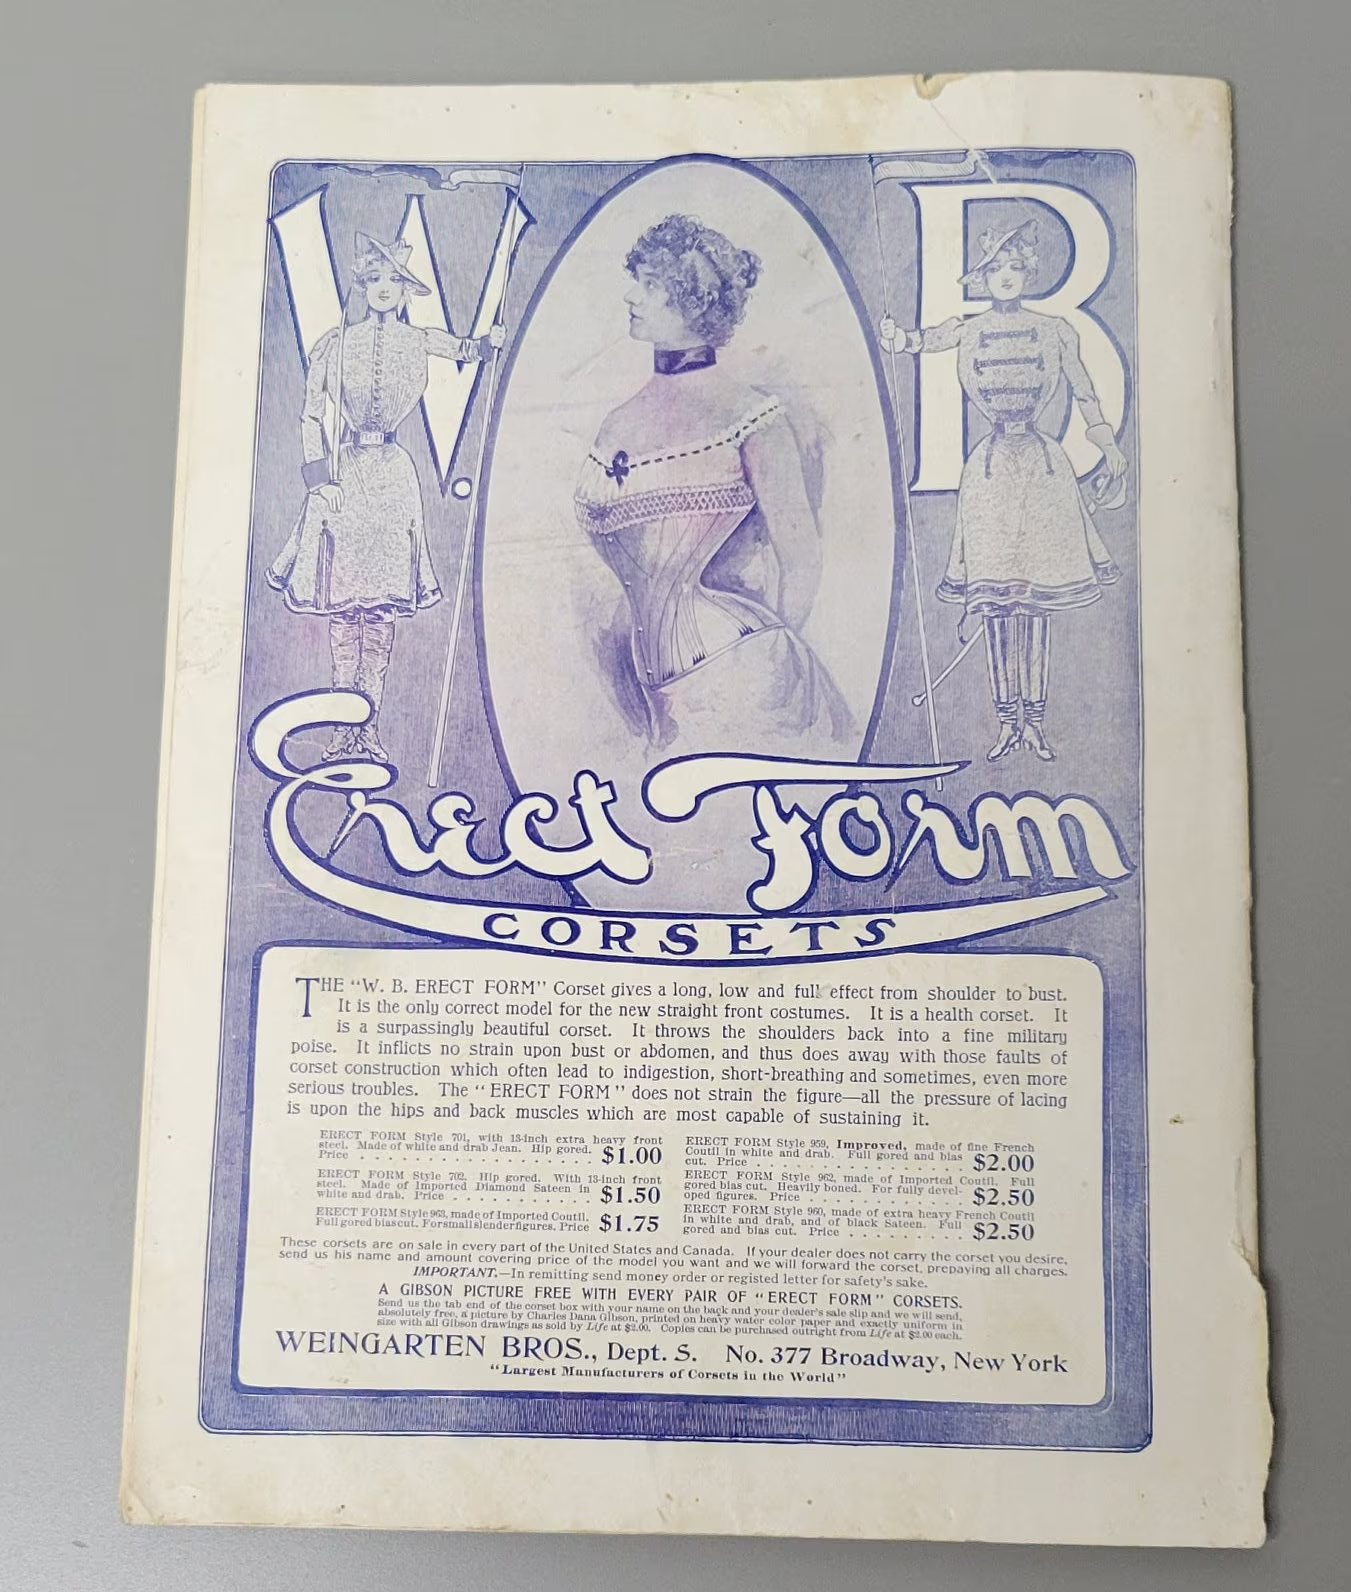 W. B.
Erect Form
CORSETS
THE "W. B. ERECT FORM" Corset gives a long, low and full effect from shoulder to bust.
It is the only correct model for the new straight front costumes. It is a health corset. It
is a surpassingly beautiful corset. It throws the shoulders back into a fine military
poise. It inflicts no strain upon bust or abdomen, and thus does away with those faults of
corset construction which often lead to indigestion, short-breathing and sometimes, even more
serious troubles. The "ERECT FORM" does not strain the figure—all the pressure of lacing
is upon the hips and back muscles which are most capable of sustaining it.
ERECT FORM Style 701, with 13-inch extra heavy front
steel. Made of white and drab Jean. Hip gored.
Price . . . . . . . . . . . . . . . . $1.00
ERECT FORM Style 702. Hip gored. With 13-inch front
steel. Made of Imported Diamond Sateen in
white and drab. Price . . . . . . . . . . . $1.50
ERECT FORM Style 963, made of Imported Coutil.
Full gored bias cut. For small slender figures. Price $1.75
ERECT FORM Style 959, Improved, made of fine French
Coutil in white and drab. Full gored and bias
cut. Price . . . . . . . . . . . . . . . . $2.00
ERECT FORM Style 962, made of Imported Coutil. Full
gored bias cut. Heavily boned. For fully devel-
oped figures. Price . . . . . . . . . . . $2.50
ERECT FORM Style 960, made of extra heavy French Coutil
in white and drab, and of black Sateen. Full
gored and bias cut. Price . . . . . . . . . $2.50
These corsets are on sale in every part of the United States and Canada. If your dealer does not carry the corset you desire,
send us his name and amount covering price of the model you want and we will forward the corset, prepaying all charges.
IMPORTANT.—In remitting send money order or registed letter for safety's sake.
A GIBSON PICTURE FREE WITH EVERY PAIR OF "ERECT FORM" CORSETS.
Send us the tab end of the corset box with your name on the back and your dealer's sale slip and we will send,
absolutely free, a picture by Charles Dana Gibson, printed on heavy water color paper and exactly uniform in
size with all Gibson drawings as sold by Life at $2.00. Copies can be purchased outright from Life at $2.00 each.
WEINGARTEN BROS., Dept. S. No. 377 Broadway, New York
"Largest Manufacturers of Corsets in the World"